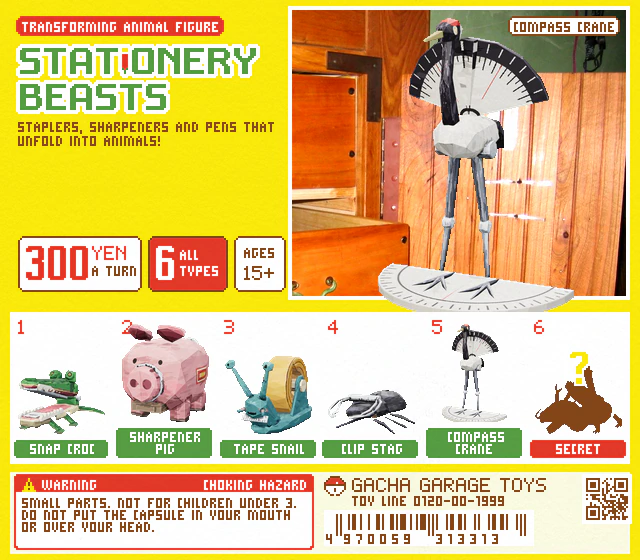 TRANSFORMING ANIMAL FIGURE
STATiONERY
BEASTS
STAPLERS, SHARPENERS AND PENS THAT
UNFOLD INTO ANIMALS!
300 YEN
A TURN
6 ALL
TYPES
AGES
15+
COMPASS CRANE
1
2
3
4
5
6
?
SNAP CROC
SHARPENER
PIG
TAPE SNAIL
CLIP STAG
COMPASS
CRANE
SECRET
WARNING
CHOKING HAZARD
SMALL PARTS. NOT FOR CHILDREN UNDER 3.
DO NOT PUT THE CAPSULE IN YOUR MOUTH
OR OVER YOUR HEAD.
GACHA GARAGE TOYS
TOY LINE 0120-00-1999
4 970059 313313